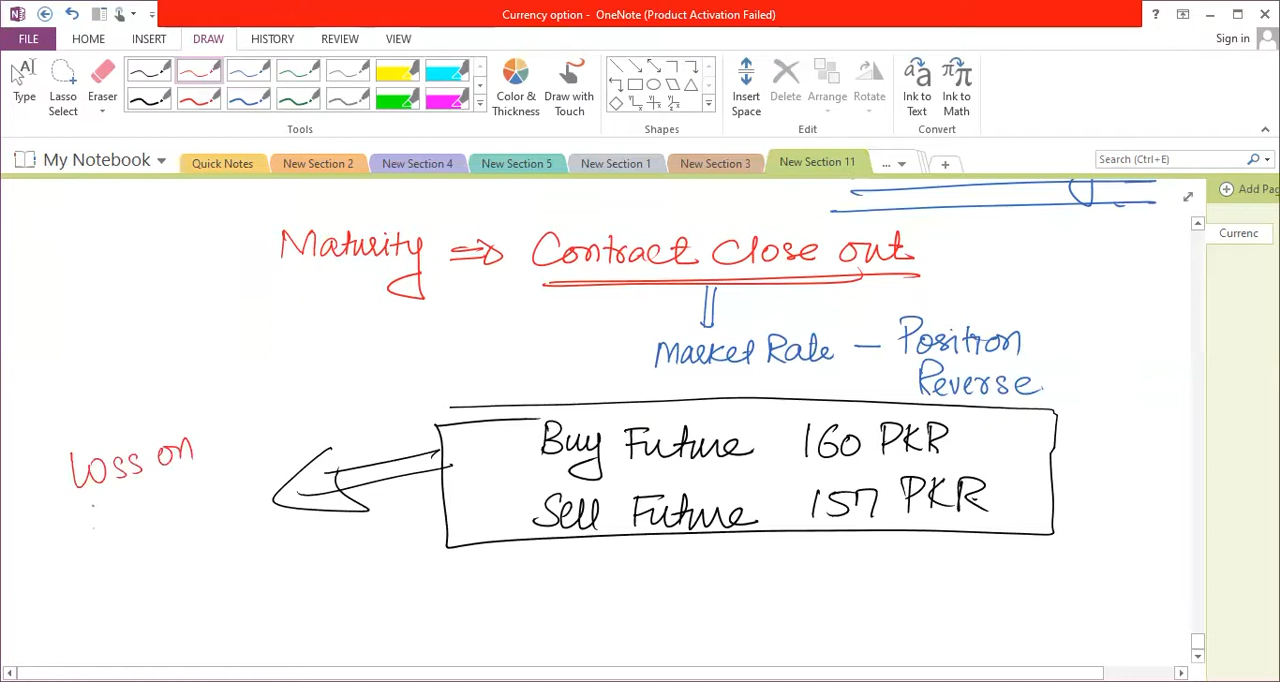 Currency option - OneNote (Product Activation Failed)
?
FILE HOME INSERT DRAW HISTORY REVIEW VIEW
Sign in
Type
Lasso Select
Eraser
Color & Thickness
Draw with Touch
Insert Space
Delete
Arrange
Rotate
Ink to Text
Ink to Math
Tools Shapes Edit Convert
My Notebook
Quick Notes New Section 2 New Section 4 New Section 5 New Section 1 New Section 3 New Section 11 ...
Search (Ctrl+E)
Add Pag
Currenc
Maturity ⇒ Contract Close out
Market Rate - Position
Reverse
Buy Future 160 PKR
Loss on
Sell Future 157 PKR